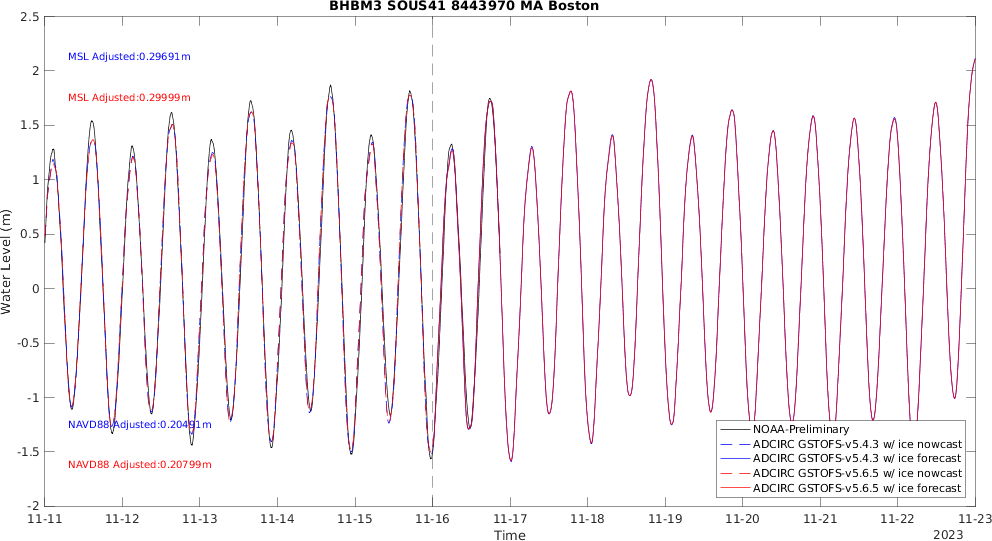 BHBM3 SOUS41 8443970 MA Boston
2.5
2
1.5
1
0.5
0
-0.5
-1
-1.5
-2
Water Level (m)
MSL Adjusted:0.29691m
MSL Adjusted:0.29999m
NAVD88 Adjusted:0.20491m
NAVD88 Adjusted:0.20799m
NOAA-Preliminary
ADCIRC GSTOFS-v5.4.3 w/ ice nowcast
ADCIRC GSTOFS-v5.4.3 w/ ice forecast
ADCIRC GSTOFS-v5.6.5 w/ ice nowcast
ADCIRC GSTOFS-v5.6.5 w/ ice forecast
11-11 11-12 11-13 11-14 11-15 11-16 11-17 11-18 11-19 11-20 11-21 11-22 11-23
Time
2023